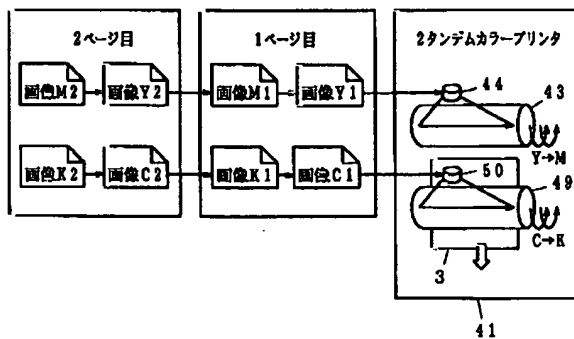 2ページ目
1ページ目
2タンデムカラープリンタ
画像M2
画像Y2
画像M1
画像Y1
44
43
Y→M
画像K2
画像C2
画像K1
画像C1
50
49
C→K
3
41